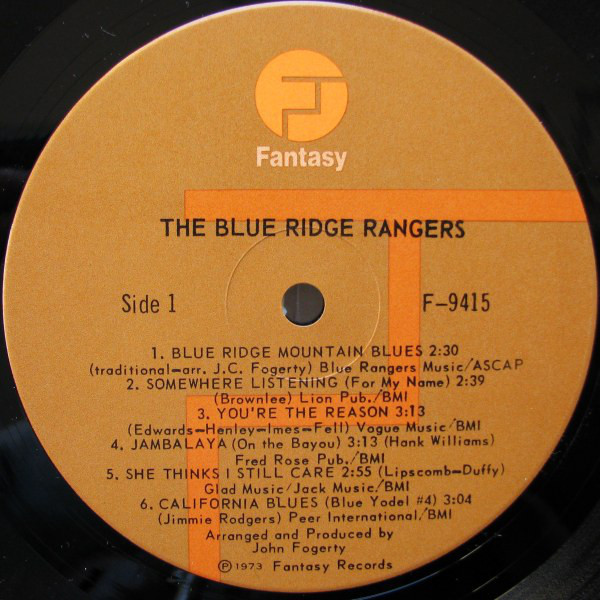 Fantasy
THE BLUE RIDGE RANGERS
Side 1
F-9415
1. BLUE RIDGE MOUNTAIN BLUES 2:30
(traditional-arr. J.C. Fogerty) Blue Rangers Music/ASCAP
2. SOMEWHERE LISTENING (For My Name) 2:39
(Brownlee) Lion Pub./BMI
3. YOU'RE THE REASON 3:13
(Edwards-Henley-Imes-Fell) Vogue Music/BMI
4. JAMBALAYA (On the Bayou) 3:13 (Hank Williams)
Fred Rose Pub./BMI
5. SHE THINKS I STILL CARE 2:55 (Lipscomb-Duffy)
Glad Music/Jack Music/BMI
6. CALIFORNIA BLUES (Blue Yodel #4) 3:04
(Jimmie Rodgers) Peer International/BMI
Arranged and Produced by
John Fogerty
℗ 1973 Fantasy Records